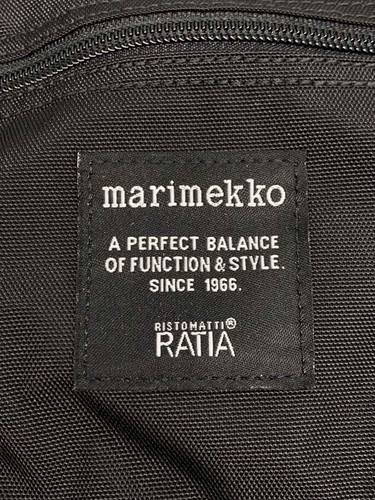 marimekko
A PERFECT BALANCE
OF FUNCTION & STYLE.
SINCE 1966.
RISTOMATTI®
RATIA